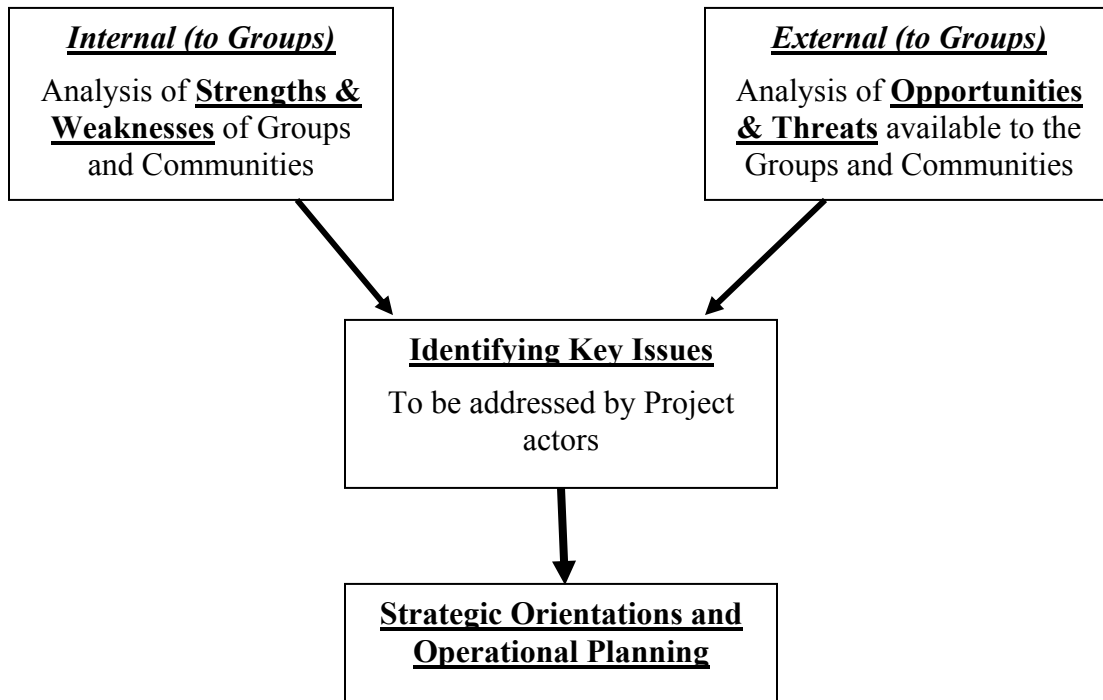 Internal (to Groups)
Analysis of Strengths &
Weaknesses of Groups
and Communities
External (to Groups)
Analysis of Opportunities
& Threats available to the
Groups and Communities
Identifying Key Issues
To be addressed by Project
actors
Strategic Orientations and
Operational Planning